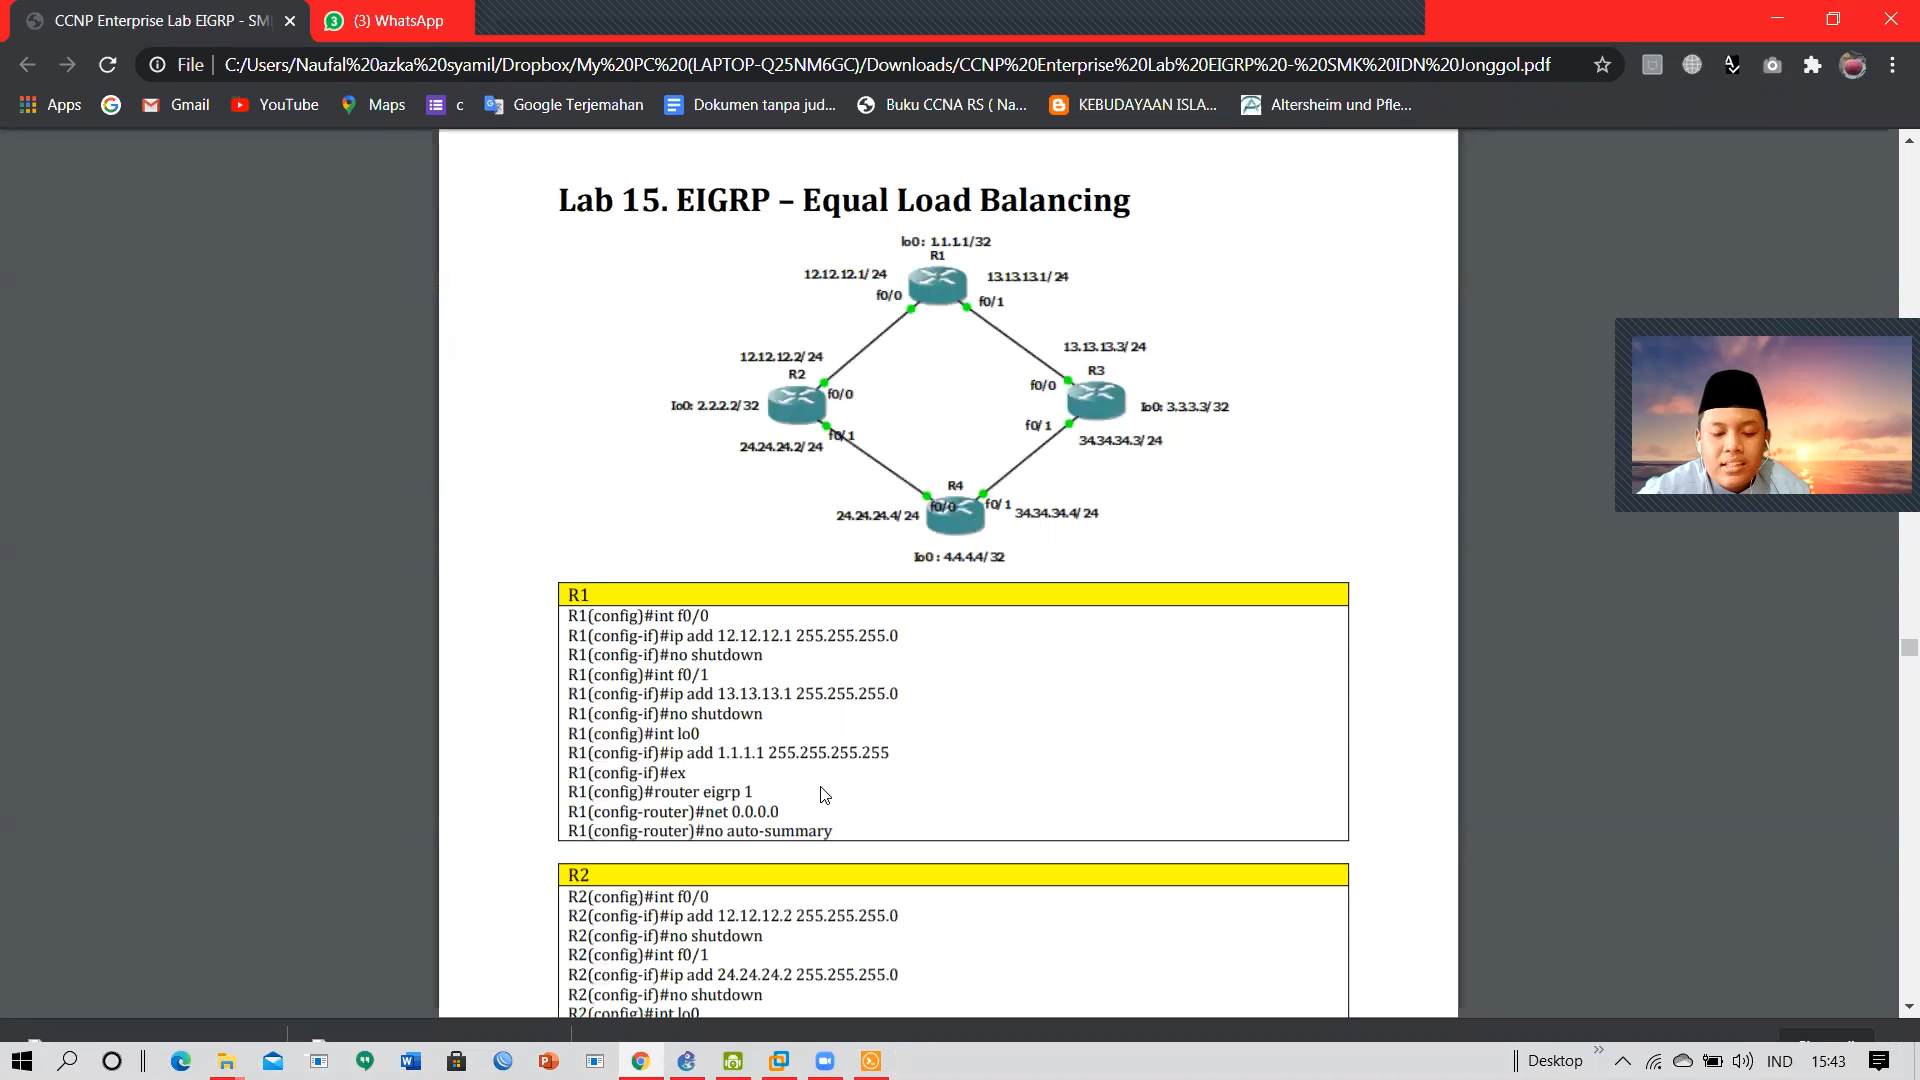 CCNP Enterprise Lab EIGRP - SM
(3) WhatsApp
File
C:/Users/Naufal%20azka%20syamil/Dropbox/My%20PC%20(LAPTOP-Q25NM6GC)/Downloads/CCNP%20Enterprise%20Lab%20EIGRP%20-%20SMK%20IDN%20Jonggol.pdf
Apps
Gmail
YouTube
Maps
c
Google Terjemahan
Dokumen tanpa jud...
Buku CCNA RS ( Na...
KEBUDAYAAN ISLA...
Altersheim und Pfle...
Lab 15. EIGRP – Equal Load Balancing
lo0: 1.1.1.1/32
R1
12.12.12.1/24
13.13.13.1/24
f0/0
f0/1
12.12.12.2/24
13.13.13.3/24
R2
R3
f0/0
f0/0
lo0: 2.2.2.2/32
lo0: 3.3.3.3/32
f0/1
f0/1
24.24.24.2/24
34.34.34.3/24
R4
f0/0
f0/1
24.24.24.4/24
34.34.34.4/24
lo0: 4.4.4.4/32
R1
R1(config)#int f0/0
R1(config-if)#ip add 12.12.12.1 255.255.255.0
R1(config-if)#no shutdown
R1(config)#int f0/1
R1(config-if)#ip add 13.13.13.1 255.255.255.0
R1(config-if)#no shutdown
R1(config)#int lo0
R1(config-if)#ip add 1.1.1.1 255.255.255.255
R1(config-if)#ex
R1(config)#router eigrp 1
R1(config-router)#net 0.0.0.0
R1(config-router)#no auto-summary
R2
R2(config)#int f0/0
R2(config-if)#ip add 12.12.12.2 255.255.255.0
R2(config-if)#no shutdown
R2(config)#int f0/1
R2(config-if)#ip add 24.24.24.2 255.255.255.0
R2(config-if)#no shutdown
R2(config)#int lo0
Desktop
IND
15:43